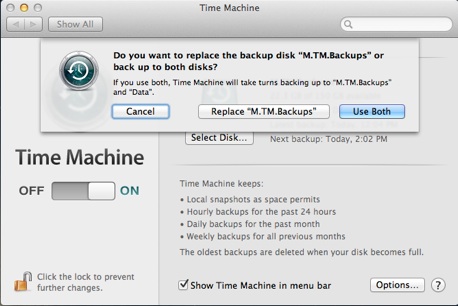 Time Machine
Show All
Do you want to replace the backup disk “M.TM.Backups” or
back up to both disks?
If you use both, Time Machine will take turns backing up to “M.TM.Backups”
and “Data”.
Cancel
Replace “M.TM.Backups”
Use Both
Select Disk...
Next backup: Today, 2:02 PM
Time Machine
OFF
ON
Time Machine keeps:
• Local snapshots as space permits
• Hourly backups for the past 24 hours
• Daily backups for the past month
• Weekly backups for all previous months
The oldest backups are deleted when your disk becomes full.
Click the lock to prevent
further changes.
Show Time Machine in menu bar
Options...
?